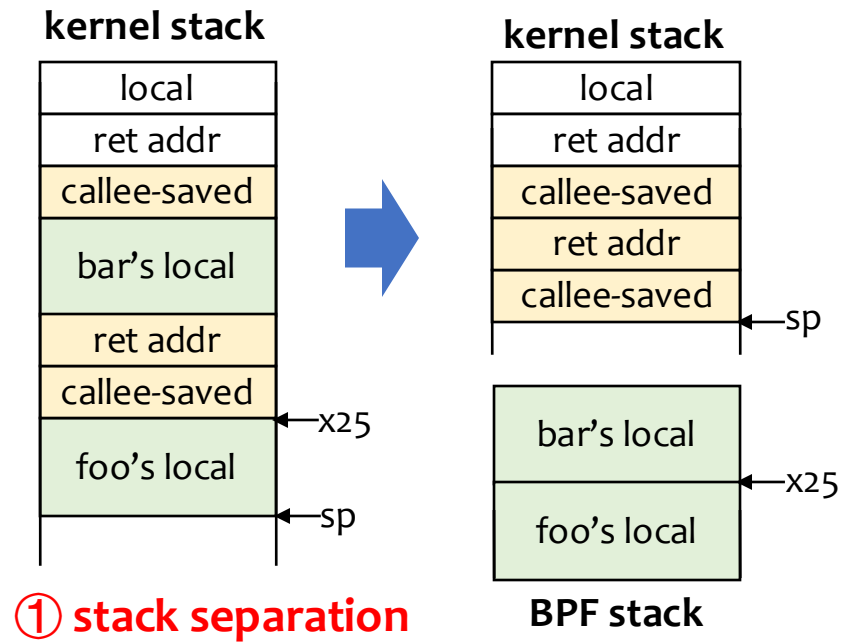 kernel stack
local
ret addr
callee-saved
bar's local
ret addr
callee-saved
x25
foo's local
sp
① stack separation
kernel stack
local
ret addr
callee-saved
ret addr
callee-saved
sp
bar's local
x25
foo's local
BPF stack